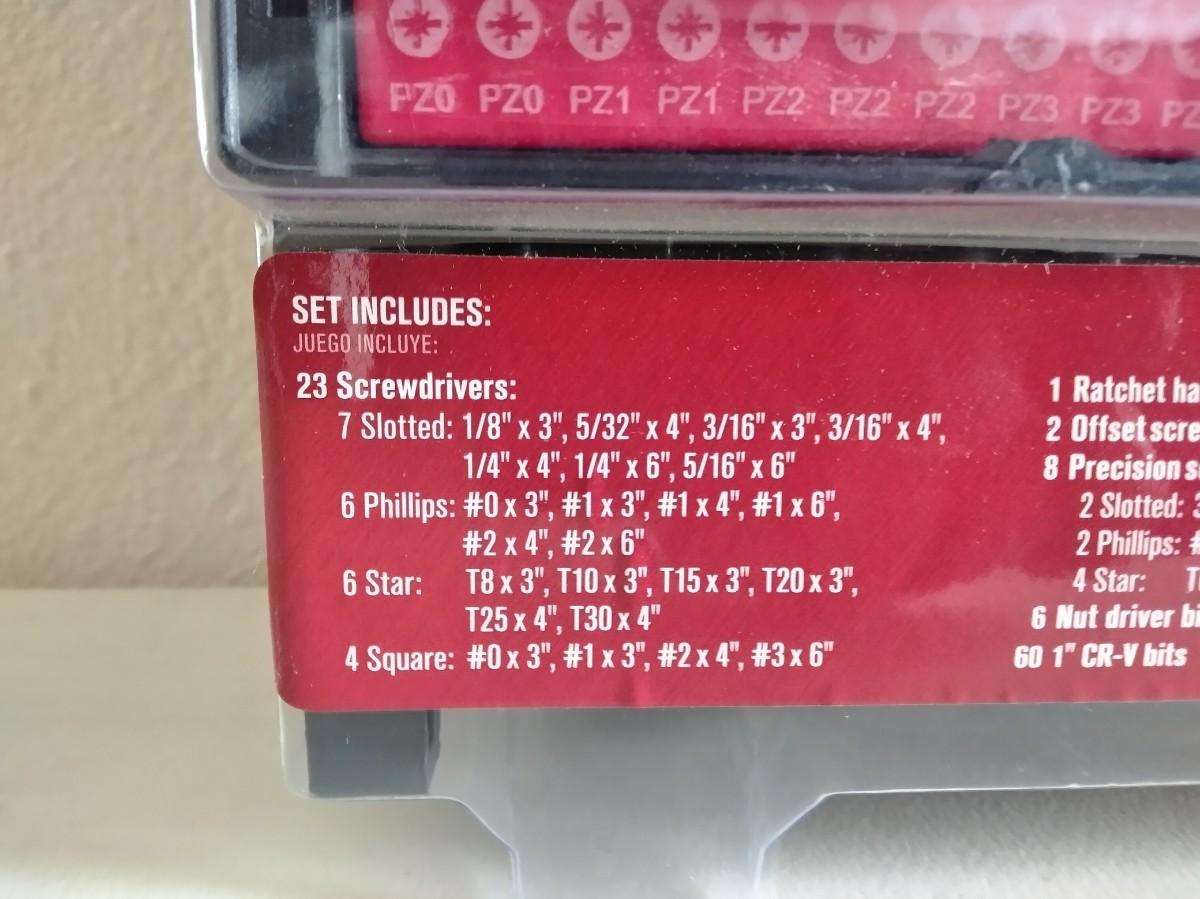 PZ0 PZ0 PZ1 PZ1 PZ2 PZ2 PZ2 PZ3 PZ3
SET INCLUDES:
JUEGO INCLUYE:
23 Screwdrivers:
7 Slotted: 1/8" x 3", 5/32" x 4", 3/16" x 3", 3/16" x 4",
1/4" x 4", 1/4" x 6", 5/16" x 6"
6 Phillips: #0 x 3", #1 x 3", #1 x 4", #1 x 6",
#2 x 4", #2 x 6"
6 Star: T8 x 3", T10 x 3", T15 x 3", T20 x 3",
T25 x 4", T30 x 4"
4 Square: #0 x 3", #1 x 3", #2 x 4", #3 x 6"
1 Ratchet
2 Offset
8 Precision
2 Slotted:
2 Phillips:
4 Star:
6 Nut driver
60 1" CR-V bits